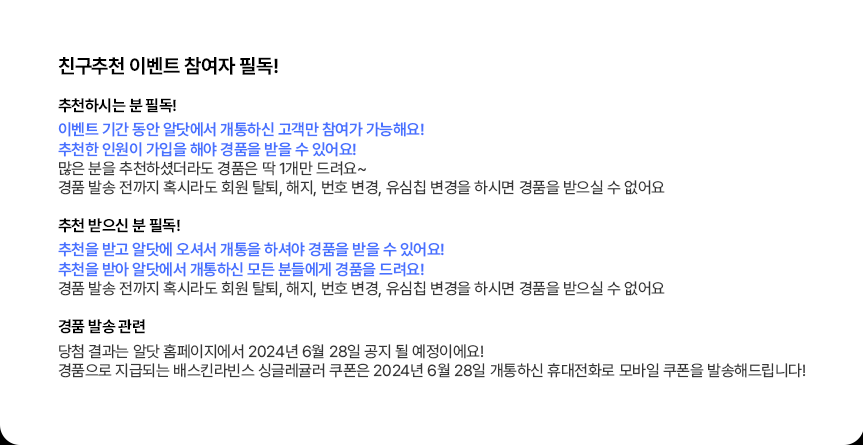 친구추천 이벤트 참여자 필독!
추천하시는 분 필독!
이벤트 기간 동안 알닷에서 개통하신 고객만 참여가 가능해요!
추천한 인원이 가입을 해야 경품을 받을 수 있어요!
많은 분을 추천하셨더라도 경품은 딱 1개만 드려요~
경품 발송 전까지 혹시라도 회원 탈퇴, 해지, 번호 변경, 유심칩 변경을 하시면 경품을 받으실 수 없어요
추천 받으신 분 필독!
추천을 받고 알닷에 오셔서 개통을 하셔야 경품을 받을 수 있어요!
추천을 받아 알닷에서 개통하신 모든 분들에게 경품을 드려요!
경품 발송 전까지 혹시라도 회원 탈퇴, 해지, 번호 변경, 유심칩 변경을 하시면 경품을 받으실 수 없어요
경품 발송 관련
당첨 결과는 알닷 홈페이지에서 2024년 6월 28일 공지 될 예정이에요!
경품으로 지급되는 배스킨라빈스 싱글레귤러 쿠폰은 2024년 6월 28일 개통하신 휴대전화로 모바일 쿠폰을 발송해드립니다!